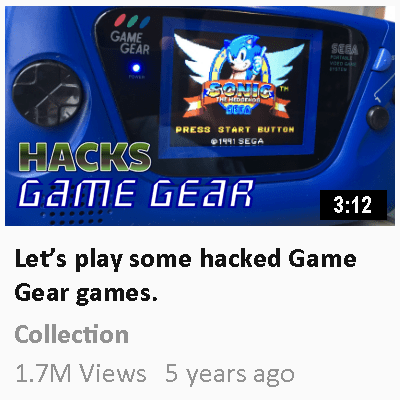 GAME
GEAR
POWER
SEGA
PORTABLE
VIDEO GAME
SYSTEM
SONIC
THE HEDGEHOG
TM
SEGA
PRESS START BUTTON
©1991 SEGA
HACKS
GAME GEAR
3:12
Let’s play some hacked Game
Gear games.
Collection
1.7M Views 5 years ago